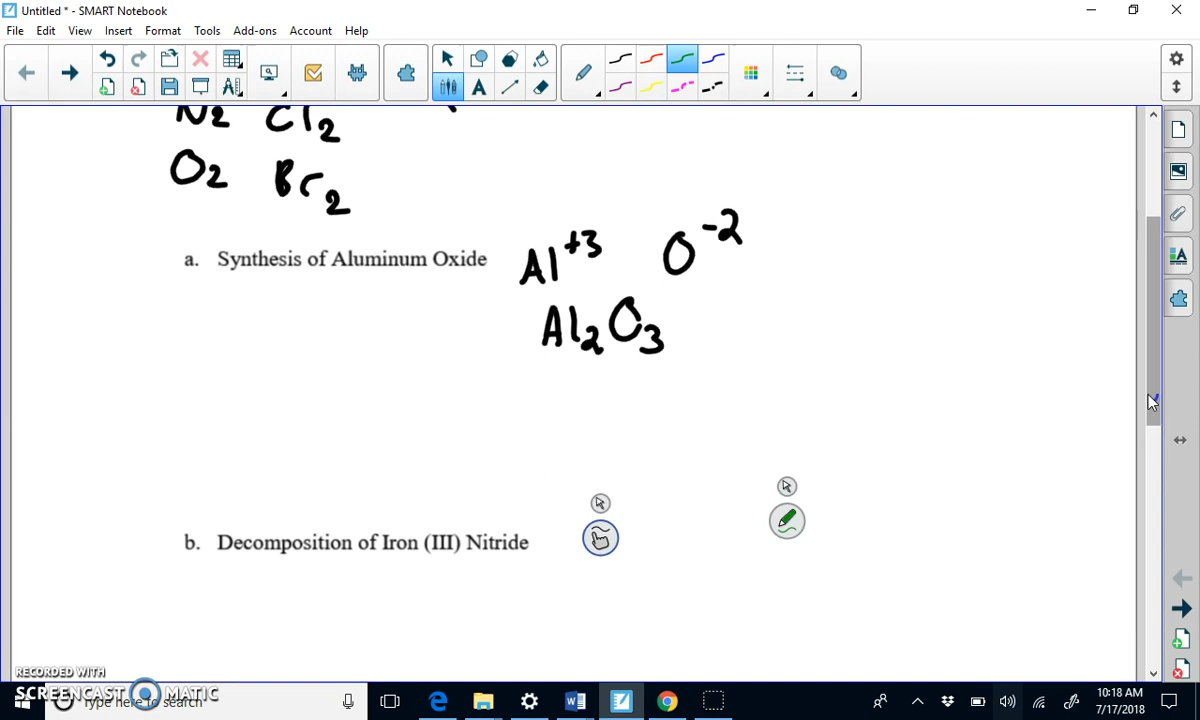 Untitled * - SMART Notebook
File Edit View Insert Format Tools Add-ons Account Help
N2 Cl2
O2 Br2
a. Synthesis of Aluminum Oxide Al+3 O-2
Al2O3
b. Decomposition of Iron (III) Nitride
RECORDED WITH
SCREENCAST MATIC
Type here to search
10:18 AM
7/17/2018